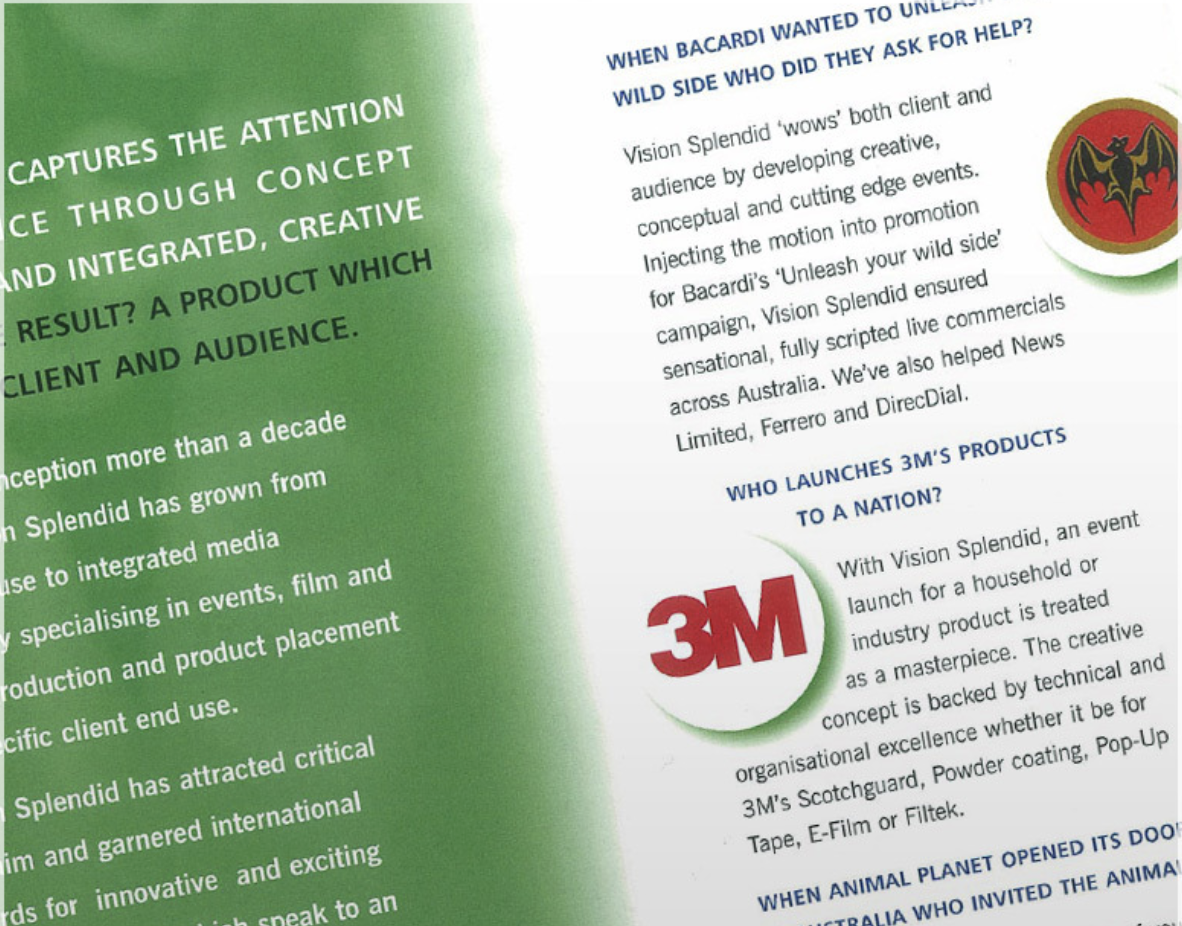 CAPTURES THE ATTENTION
CE THROUGH CONCEPT
AND INTEGRATED, CREATIVE
RESULT? A PRODUCT WHICH
CLIENT AND AUDIENCE.
nception more than a decade
n Splendid has grown from
use to integrated media
y specialising in events, film and
roduction and product placement
cific client end use.
Splendid has attracted critical
im and garnered international
rds for innovative and exciting
speak to an
WHEN BACARDI WANTED TO
WILD SIDE WHO DID THEY ASK FOR HELP?
Vision Splendid ‘wows’ both client and
audience by developing creative,
conceptual and cutting edge events.
Injecting the motion into promotion
for Bacardi's ‘Unleash your wild side’
campaign, Vision Splendid ensured
sensational, fully scripted live commercials
across Australia. We've also helped News
Limited, Ferrero and DirecDial.
WHO LAUNCHES 3M'S PRODUCTS
TO A NATION?
3M
With Vision Splendid, an event
launch for a household or
industry product is treated
as a masterpiece. The creative
concept is backed by technical and
organisational excellence whether it be for
3M's Scotchguard, Powder coating, Pop-Up
Tape, E-Film or Filtek.
WHEN ANIMAL PLANET OPENED ITS DOO
USTRALIA WHO INVITED THE ANIMA